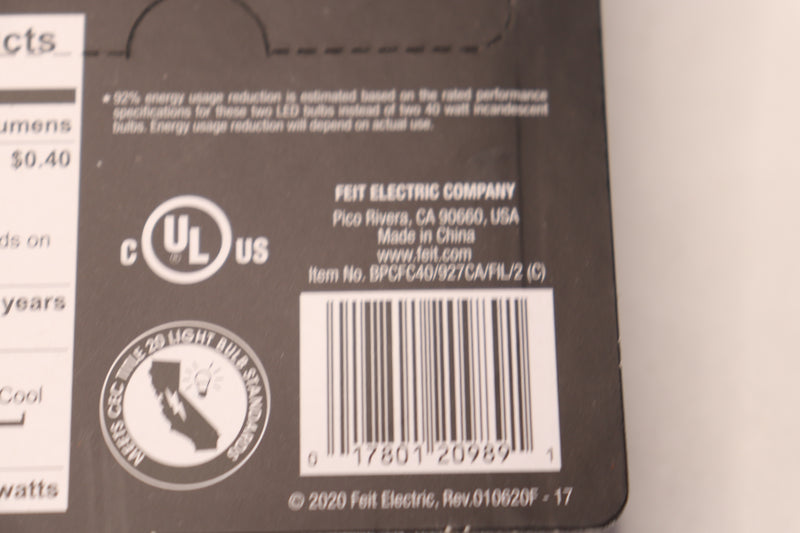 cts
umens
$0.40
ds on
years
Cool
watts
* 92% energy usage reduction is estimated based on the rated performance
specifications for these two LED bulbs instead of two 40 watt incandescent
bulbs. Energy usage reduction will depend on actual use.
C UL US
FEIT ELECTRIC COMPANY
Pico Rivera, CA 90660, USA
Made in China
www.feit.com
Item No. BPCFC40/927CA/FIL/2 (C)
MEETS CEC TITLE 20 LIGHT BULB STANDARDS
0 17801 20989 1
© 2020 Feit Electric, Rev.010620F - 17